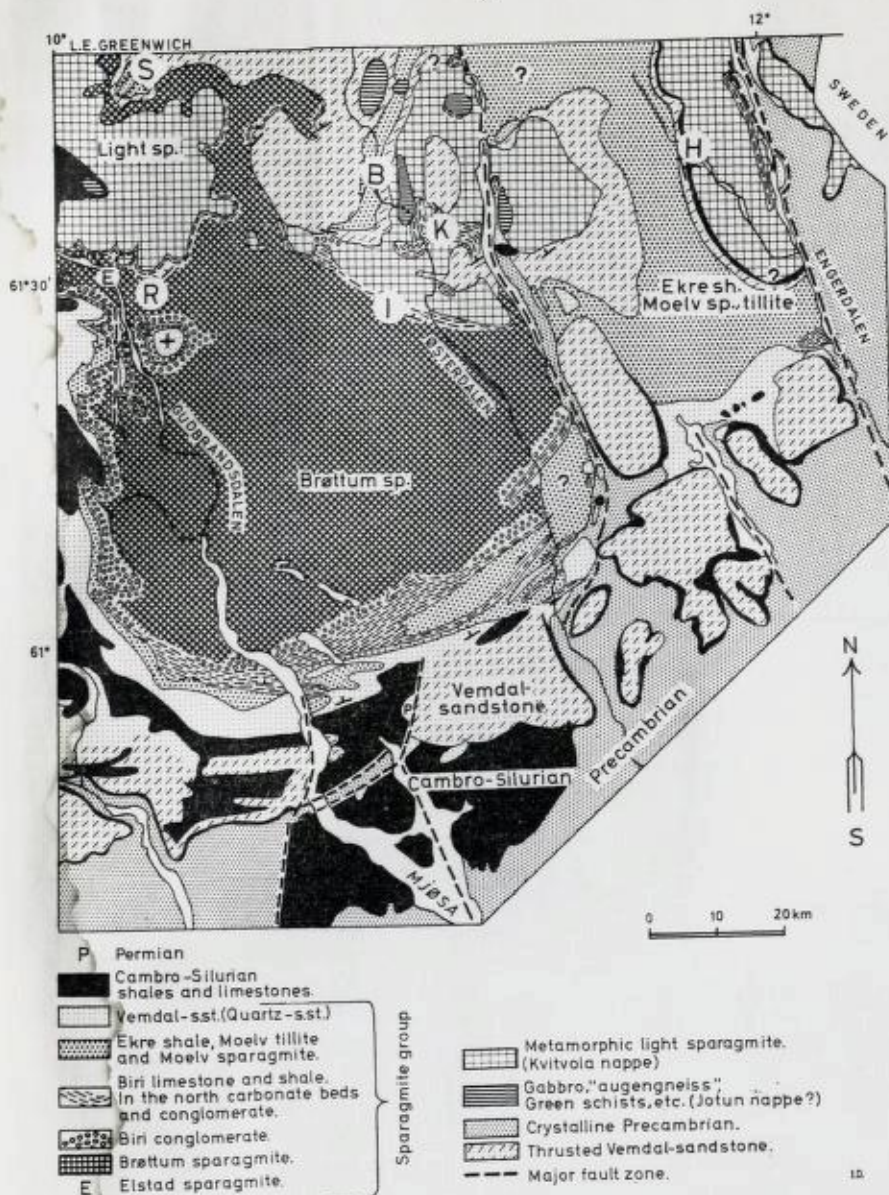 10° L.E. GREENWICH
12°
S
?
?
SWEDEN
Light sp.
B
H
K
E
61°30'
R
I
?
ENGERDALEN
Ekre sh.
Moelv sp., tillite
+
ØSTERDALEN
GUDBRANDSDALEN
Brøttum sp.
?
61°
N
Vemdal-
sandstone
P
Precambrian
Cambro-Silurian
S
MJØSA
0 10 20 km
P Permian
Cambro-Silurian
shales and limestones.
Vemdal-s.st.(Quartz-s.st.)
Ekre shale, Moelv tillite
and Moelv sparagmite.
Biri limestone and shale.
In the north carbonate beds
and conglomerate.
Biri conglomerate.
Brøttum sparagmite.
E Elstad sparagmite.
Sparagmite group
Metamorphic light sparagmite.
(Kvitvola nappe)
Gabbro, "augengneiss",
Green schists, etc. (Jotun nappe?)
Crystalline Precambrian.
Thrusted Vemdal-sandstone.
Major fault zone.